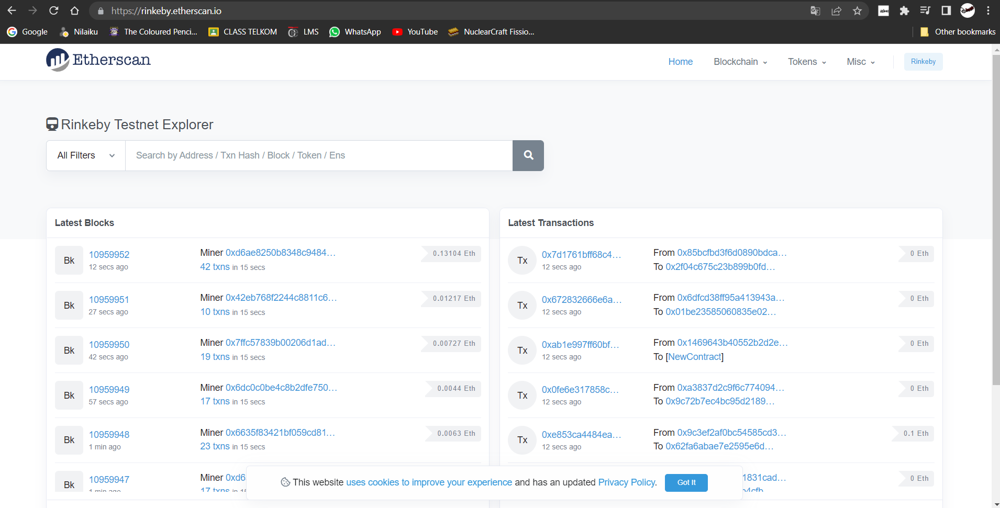 https://rinkeby.etherscan.io
Google Nilaiku The Coloured Penci... CLASS TELKOM LMS WhatsApp YouTube NuclearCraft Fissio... Other bookmarks
Etherscan
Home Blockchain Tokens Misc Rinkeby
Rinkeby Testnet Explorer
All Filters Search by Address / Txn Hash / Block / Token / Ens
Latest Blocks
Bk 10959952 Miner 0xd6ae8250b8348c9484... 0.13104 Eth
12 secs ago 42 txns in 15 secs
Bk 10959951 Miner 0x42eb768f2244c8811c6... 0.01217 Eth
27 secs ago 10 txns in 15 secs
Bk 10959950 Miner 0x7ffc57839b00206d1ad... 0.00727 Eth
42 secs ago 19 txns in 15 secs
Bk 10959949 Miner 0x6dc0c0be4c8b2dfe750... 0.0044 Eth
57 secs ago 17 txns in 15 secs
Bk 10959948 Miner 0x6635f83421bf059cd81... 0.0063 Eth
1 min ago 23 txns in 15 secs
Bk 10959947 Miner 0xd6
1 min ago 17 txns in 15
Latest Transactions
Tx 0x7d1761bff68c4... From 0x85bcfbd3f6d0890bdca... 0 Eth
12 secs ago To 0x2f04c675c23b899b0fd...
Tx 0x672832666e6a... From 0x6dfcd38ff95a413943a... 0 Eth
12 secs ago To 0x01be23585060835e02...
Tx 0xab1e997ff60bf... From 0x1469643b40552b2d2e... 0 Eth
12 secs ago To [NewContract]
Tx 0x0fe6e317858c... From 0xa3837d2c9f6c774094... 0 Eth
12 secs ago To 0x9c72b7ec4bc95d2189...
Tx 0xe853ca4484ea... From 0x9c3ef2af0bc54585cd3... 0.1 Eth
12 secs ago To 0x62fa6abae7e2595e6d...
1831cad... 0 Eth
This website uses cookies to improve your experience and has an updated Privacy Policy. Got It